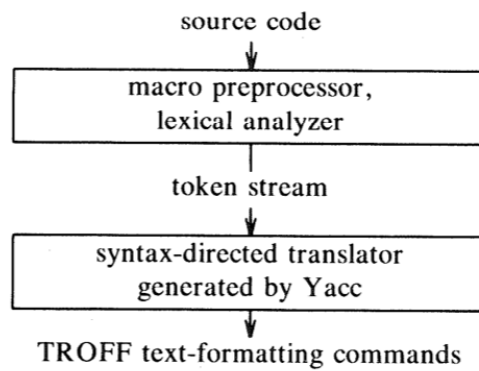 source code
macro preprocessor,
lexical analyzer
token stream
syntax-directed translator
generated by Yacc
TROFF text-formatting commands